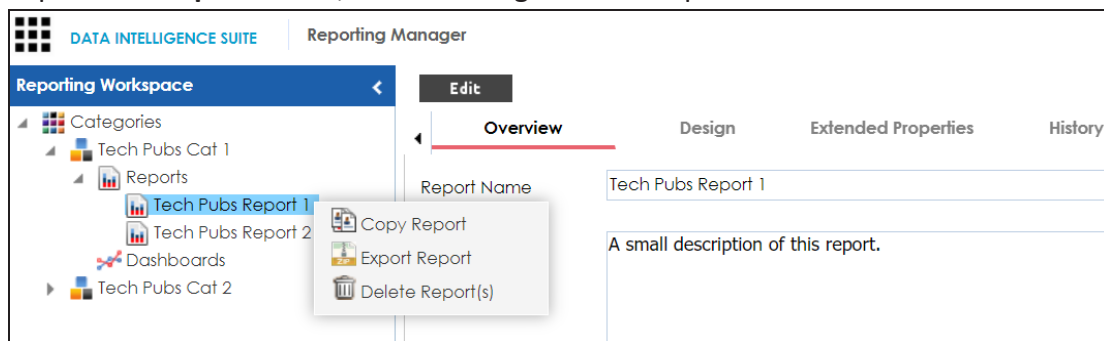 DATA INTELLIGENCE SUITE Reporting Manager
Reporting Workspace
Edit
Categories
Tech Pubs Cat 1
Reports
Tech Pubs Report 1
Tech Pubs Report 2
Dashboards
Tech Pubs Cat 2
Copy Report
Export Report
Delete Report(s)
Overview Design Extended Properties History
Report Name Tech Pubs Report 1
A small description of this report.